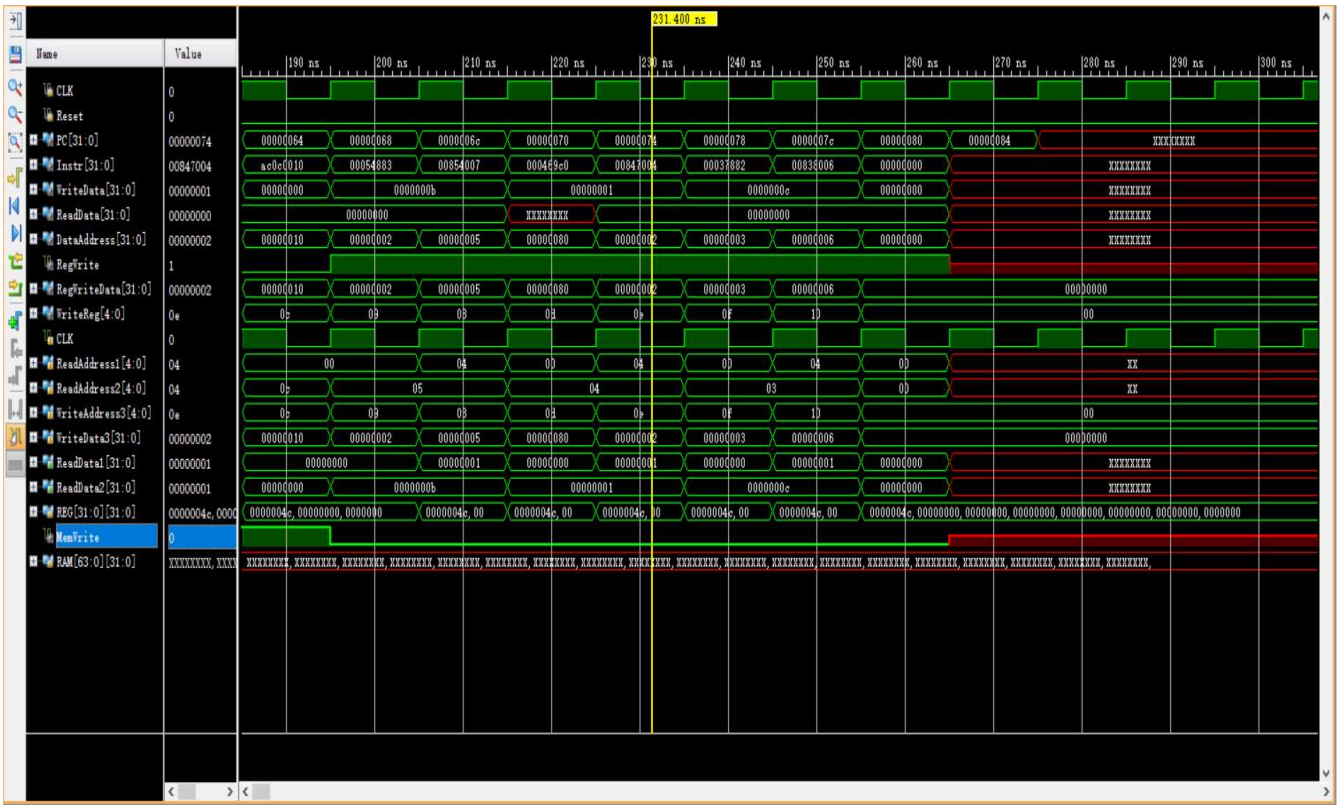 231.400 ns
Name Value
190 ns 200 ns 210 ns 220 ns 230 ns 240 ns 250 ns 260 ns 270 ns 280 ns 290 ns 300 ns
CLK 0
Reset 0
PC[31:0] 00000074 00000064 00000068 0000006c 00000070 00000074 00000078 0000007c 00000080 00000084 XXXXXXXX
Instr[31:0] 00847004 ac0c0010 00054883 00854007 000469c0 00847004 00037882 00838006 00000000 XXXXXXXX
WriteData[31:0] 00000001 00000000 0000000b 00000001 0000000c 00000000 XXXXXXXX
ReadData[31:0] 00000000 00000000 XXXXXXXX 00000000 XXXXXXXX
DataAddress[31:0] 00000002 00000010 00000002 00000005 00000080 00000002 00000003 00000006 00000000 XXXXXXXX
RegWrite 1
RegWriteData[31:0] 00000002 00000010 00000002 00000005 00000080 00000002 00000003 00000006 00000000
WriteReg[4:0] 0e 0c 09 08 0d 0e 0f 10 00
CLK 0
ReadAddress1[4:0] 04 00 04 00 04 00 04 00 XX
ReadAddress2[4:0] 04 0c 05 04 03 00 XX
WriteAddress3[4:0] 0e 0c 09 08 0d 0e 0f 10 00
WriteData3[31:0] 00000002 00000010 00000002 00000005 00000080 00000002 00000003 00000006 00000000
ReadData1[31:0] 00000001 00000000 00000001 00000000 00000001 00000000 00000001 00000000 XXXXXXXX
ReadData2[31:0] 00000001 00000000 0000000b 00000001 0000000c 00000000 XXXXXXXX
REG[31:0][31:0] 0000004c,0000 0000004c,00000000,0000000 0000004c,00 0000004c,00 0000004c,00 0000004c,00 0000004c,00 0000004c,00000000,00000000,00000000,00000000,00000000,00000000,0000000
MemWrite 0
RAM[63:0][31:0] XXXXXXXX,XXXX XXXXXXXX,XXXXXXXX,XXXXXXXX,XXXXXXXX,XXXXXXXX,XXXXXXXX,XXXXXXXX,XXXXXXXX,XXXXXXXX,XXXXXXXX,XXXXXXXX,XXXXXXXX,XXXXXXXX,XXXXXXXX,XXXXXXXX,XXXXXXXX,XXXXXXXX,XXXXXXXX,XXXXXXXX,